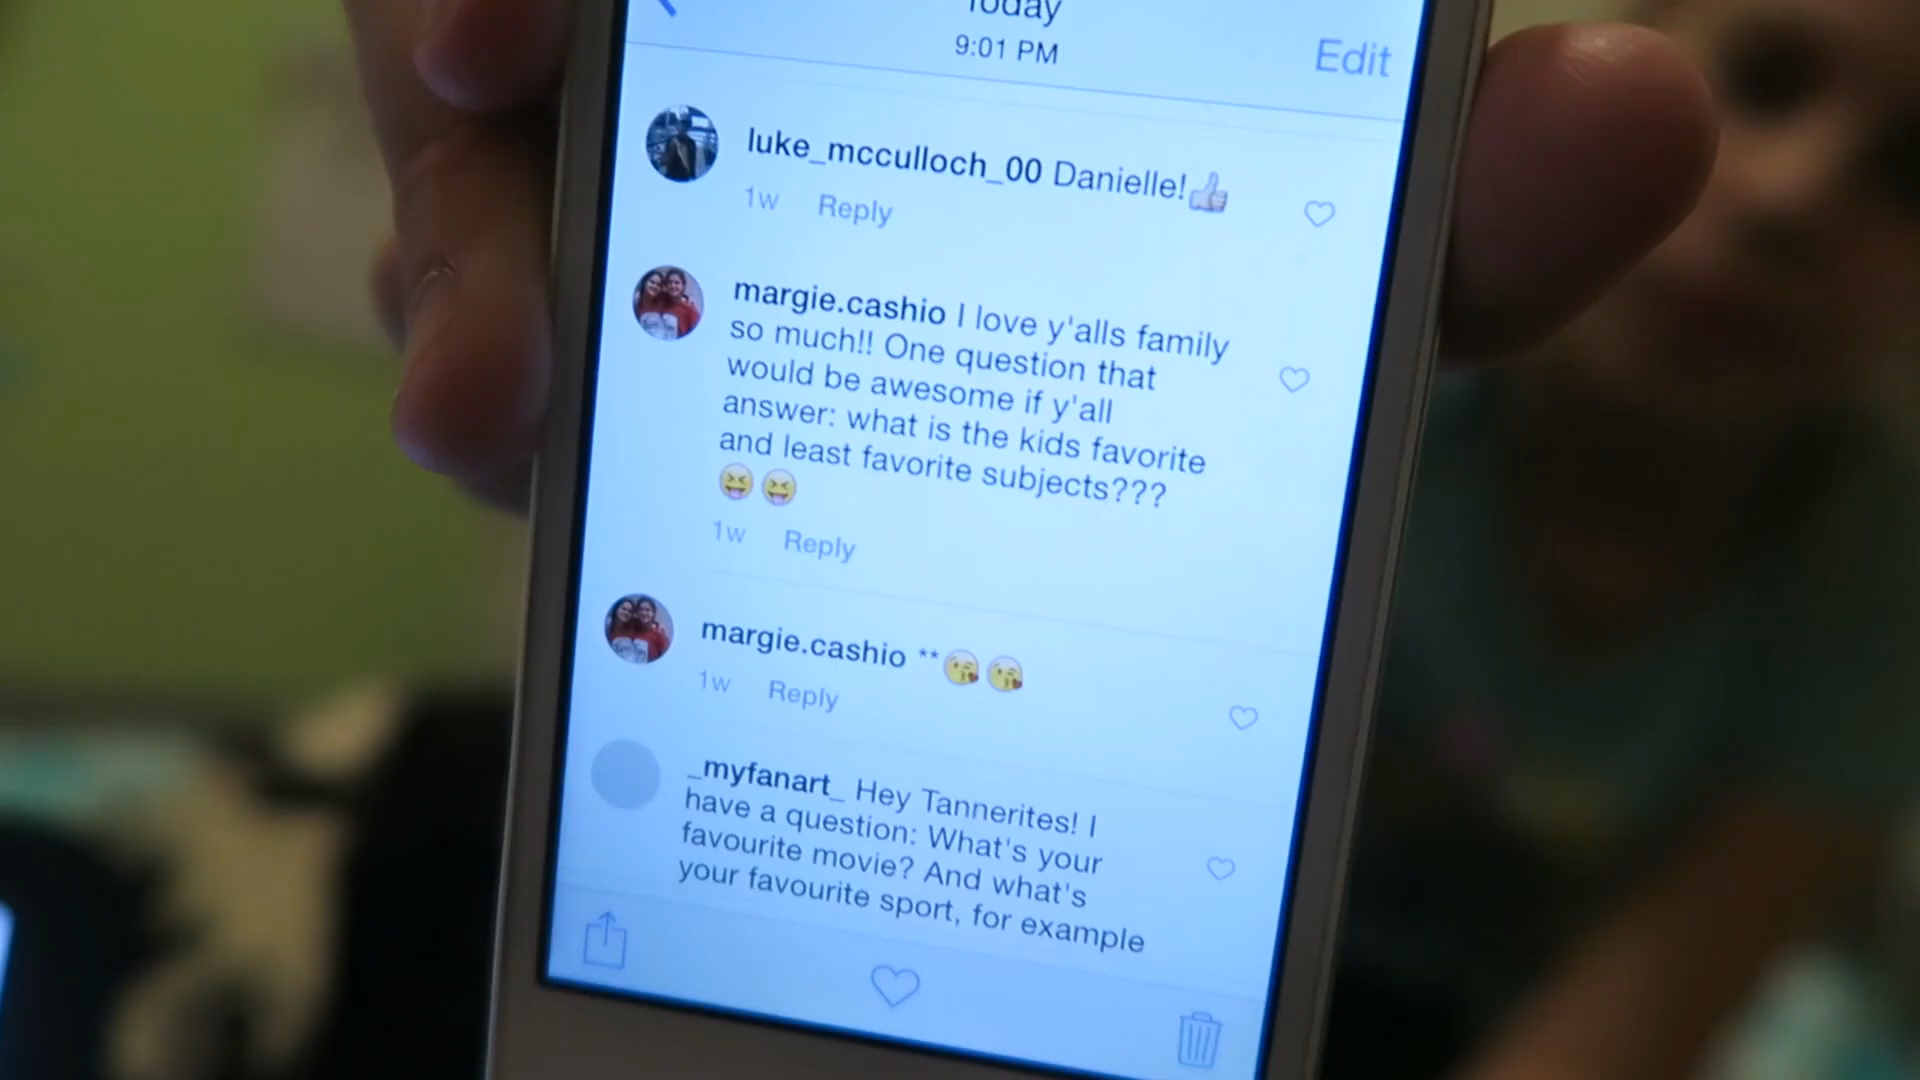 Today
9:01 PM
Edit
luke_mcculloch_00 Danielle!👍
1w Reply
margie.cashio I love y'alls family
so much!! One question that
would be awesome if y'all
answer: what is the kids favorite
and least favorite subjects???
😝😝
1w Reply
margie.cashio **😘😘
1w Reply
_myfanart_ Hey Tannerites! I
have a question: What's your
favourite movie? And what's
your favourite sport, for example